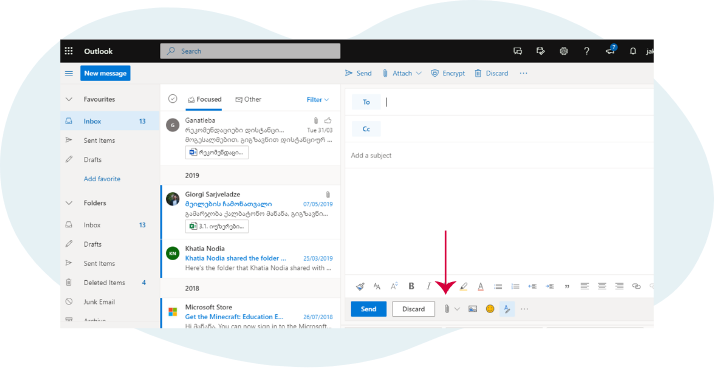 Outlook
Search
7
New message
Send
Attach
Encrypt
Discard
...
Favourites
Inbox 13
Sent Items
Drafts
Add favorite
Folders
Inbox 13
Drafts
Sent Items
Deleted Items 4
Junk Email
Archive
Focused
Other
Filter
G
Ganatleba
რეკომენდაციები დისტანცი... Tue 31/03
მოგესალმებით, გიგზავნით დისტანციურ ...
რეკომენდაცი...
2019
Giorgi Sarjveladze
შვილების ჩამონათვალი 07/05/2019
გამარჯობა ქალბატონო მანანა, გიგზავნი...
3.1.
KN
Khatia Nodia
Khatia Nodia shared the folder ... 25/03/2019
Here's the folder that Khatia Nodia shared with ...
2018
Microsoft Store
Get the Minecraft: Education E... 28/07/2018
Hi მანანა, You can now sign in to the Microsoft...
To
Cc
Add a subject
B I
Send
Discard
...